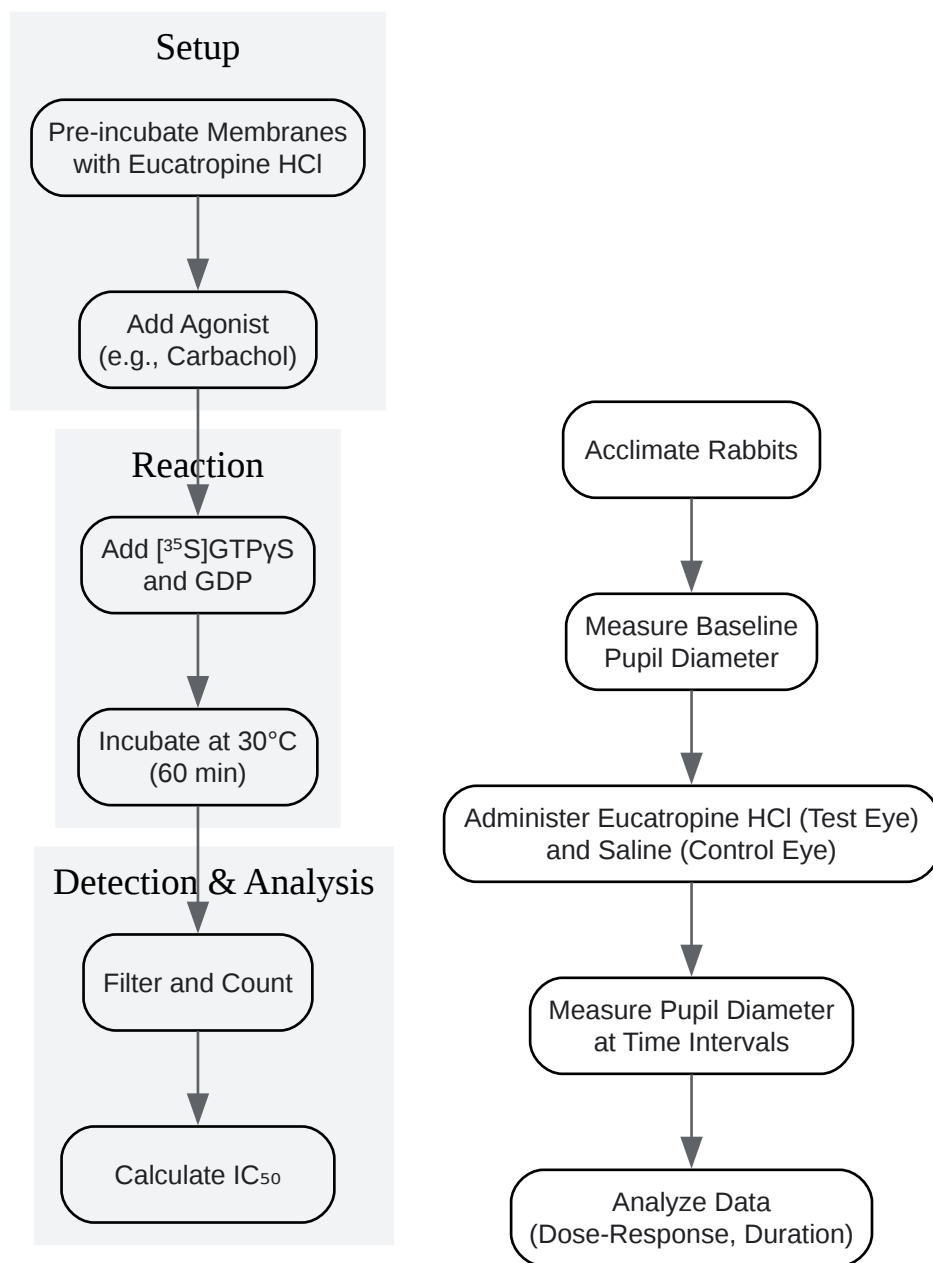 Setup
Pre-incubate Membranes
with Eucatropine HCl
Add Agonist
(e.g., Carbachol)
Reaction
Add [³⁵S]GTPγS
and GDP
Incubate at 30°C
(60 min)
Detection & Analysis
Filter and Count
Calculate IC₅₀
Acclimate Rabbits
Measure Baseline
Pupil Diameter
Administer Eucatropine HCl (Test Eye)
and Saline (Control Eye)
Measure Pupil Diameter
at Time Intervals
Analyze Data
(Dose-Response, Duration)